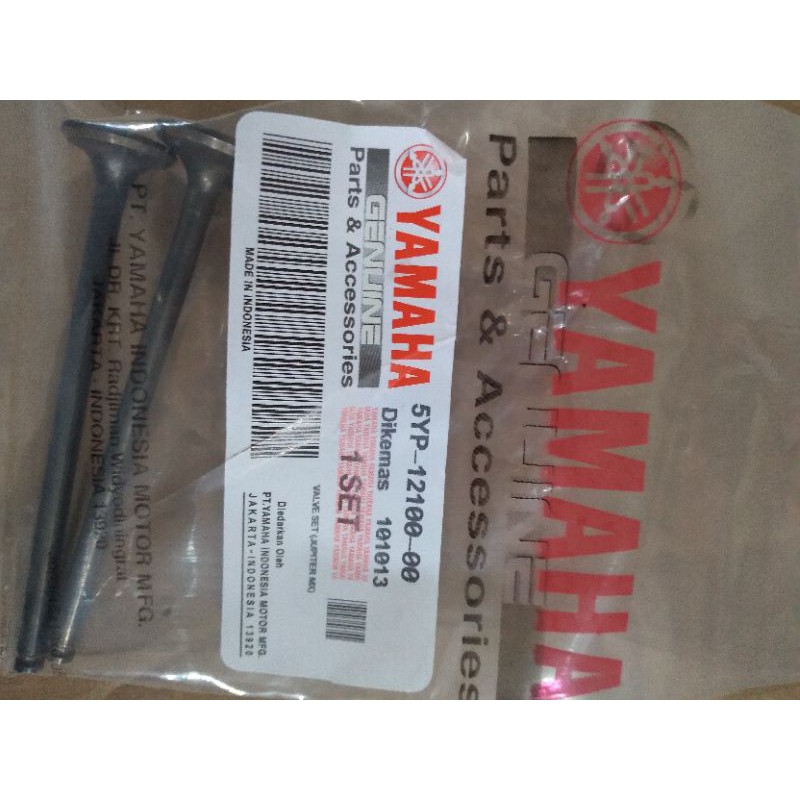 YAMAHA
GENUINE
Parts & Accessories
MADE IN INDONESIA
5YP-12100-00
Dikemas 101013
1 SET
VALVE SET (JUPITER MX)
Diedarkan Oleh
PT.YAMAHA INDONESIA MOTOR MFG.
JAKARTA-INDONESIA 13920
YAMAHA
GENUINE
Parts & Accessories
PT. YAMAHA INDONESIA MOTOR MFG.
Jl. DR. KRT. Radjiman Widyodiningrat
JAKARTA - INDONESIA 13920